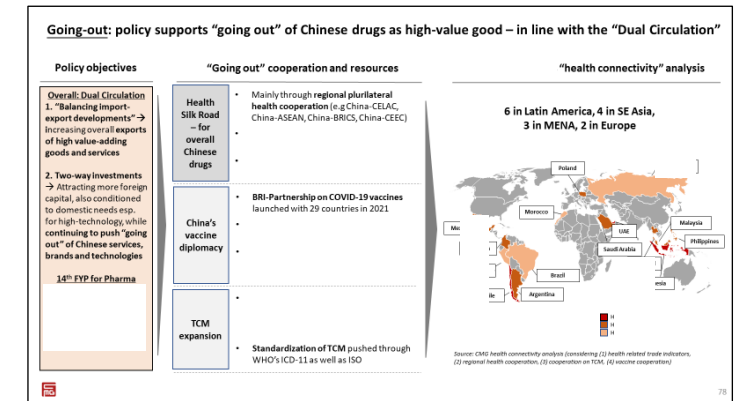 Going-out: policy supports "going out" of Chinese drugs as high-value good – in line with the "Dual Circulation"
Policy objectives
"Going out" cooperation and resources
"health connectivity" analysis
Overall: Dual Circulation
1. "Balancing import-
export developments" →
Increasing overall exports
of high value-adding
goods and services
2. Two-way investments
→ Attracting more foreign
capital, also conditioned
to domestic needs esp.
for high-technology, while
continuing to push "going
out" of Chinese services,
brands and technologies
14th FYP for Pharma
Health
Silk Road
– for
overall
Chinese
drugs
• Mainly through regional plurilateral
health cooperation (e.g China-CELAC,
China-ASEAN, China-BRICS, China-CEEC)
•
•
China's
vaccine
diplomacy
• BRI-Partnership on COVID-19 vaccines
launched with 29 countries in 2021
•
•
•
TCM
expansion
•
• Standardization of TCM pushed through
WHO's ICD-11 as well as ISO
6 in Latin America, 4 in SE Asia,
3 in MENA, 2 in Europe
Poland
Morocco
Me
UAE
Malaysia
Saudi Arabia
Philippines
Brazil
esia
ile
Argentina
H
H
H
Source: CMG health connectivity analysis (considering (1) health related trade indicators,
(2) regional health cooperation, (3) cooperation on TCM, (4) vaccine cooperation)
78